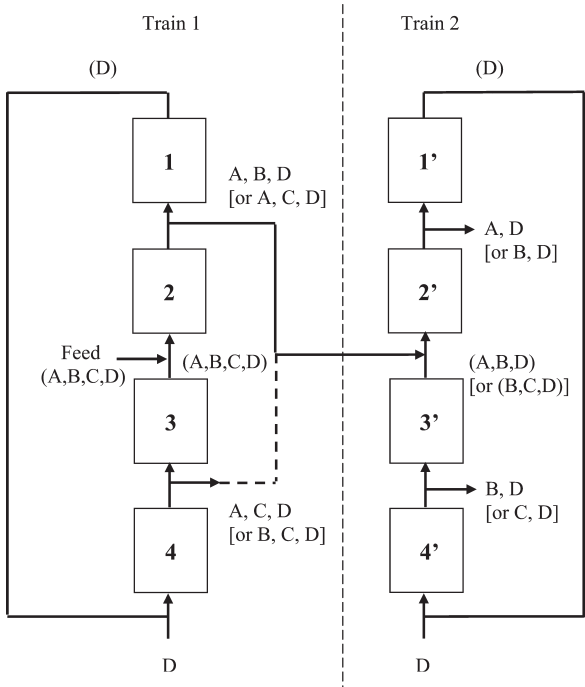 Train 1
Train 2
(D)
(D)
1
1’
A, B, D
[or A, C, D]
A, D
[or B, D]
2
2’
Feed
(A,B,C,D)
(A,B,C,D)
(A,B,D)
[or (B,C,D)]
3
3’
A, C, D
[or B, C, D]
B, D
[or C, D]
4
4’
D
D